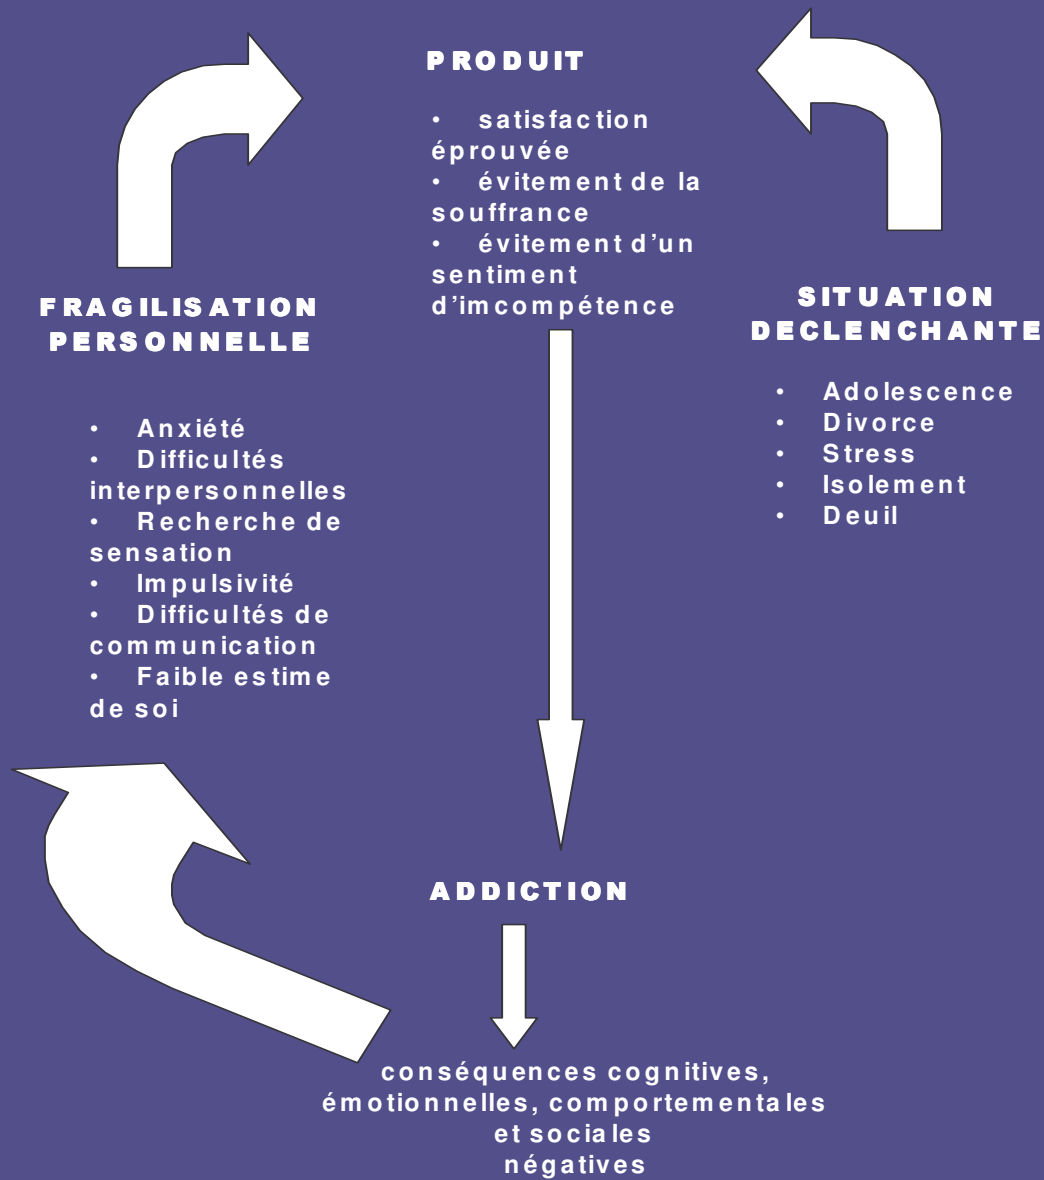 PRODUIT
• satisfaction
éprouvée
• évitement de la
souffrance
• évitement d'un
sentiment
d'imcompétence
FRAGILISATION
PERSONNELLE
• Anxiété
• Difficultés
interpersonnelles
• Recherche de
sensation
• Impulsivité
• Difficultés de
communication
• Faible estime
de soi
SITUATION
DECLENCHANTE
• Adolescence
• Divorce
• Stress
• Isolement
• Deuil
ADDICTION
conséquences cognitives,
émotionnelles, comportementales
et sociales
négatives